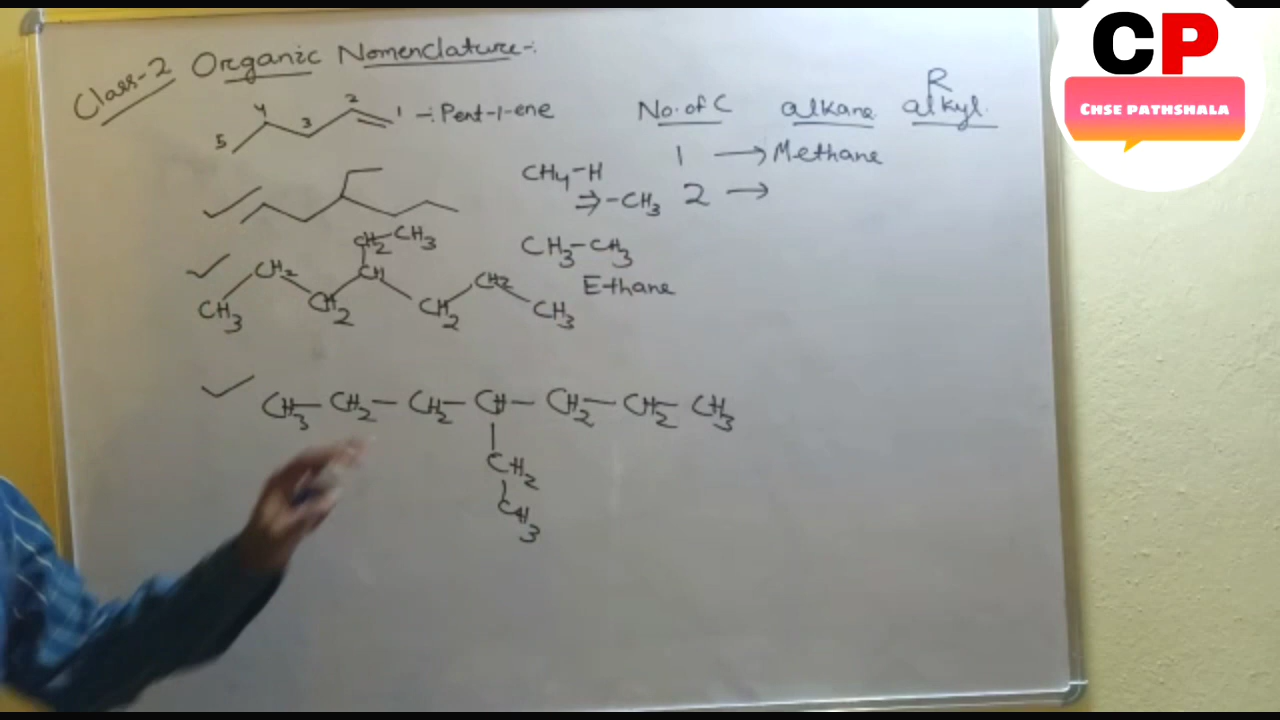 CP
CHSE PATHSHALA
Class-2 Organic Nomenclature-:
5 4 3 2 1 -: Pent-1-ene
No. of C alkane R alkyl.
1 → Methane
2 →
CH4-H
⇒ -CH3
CH3-CH3
Ethane
CH2-CH3
CH3 CH2 CH2 CH CH2 CH2 CH3
CH3-CH2-CH2-CH-CH2-CH2-CH3
CH2
CH3